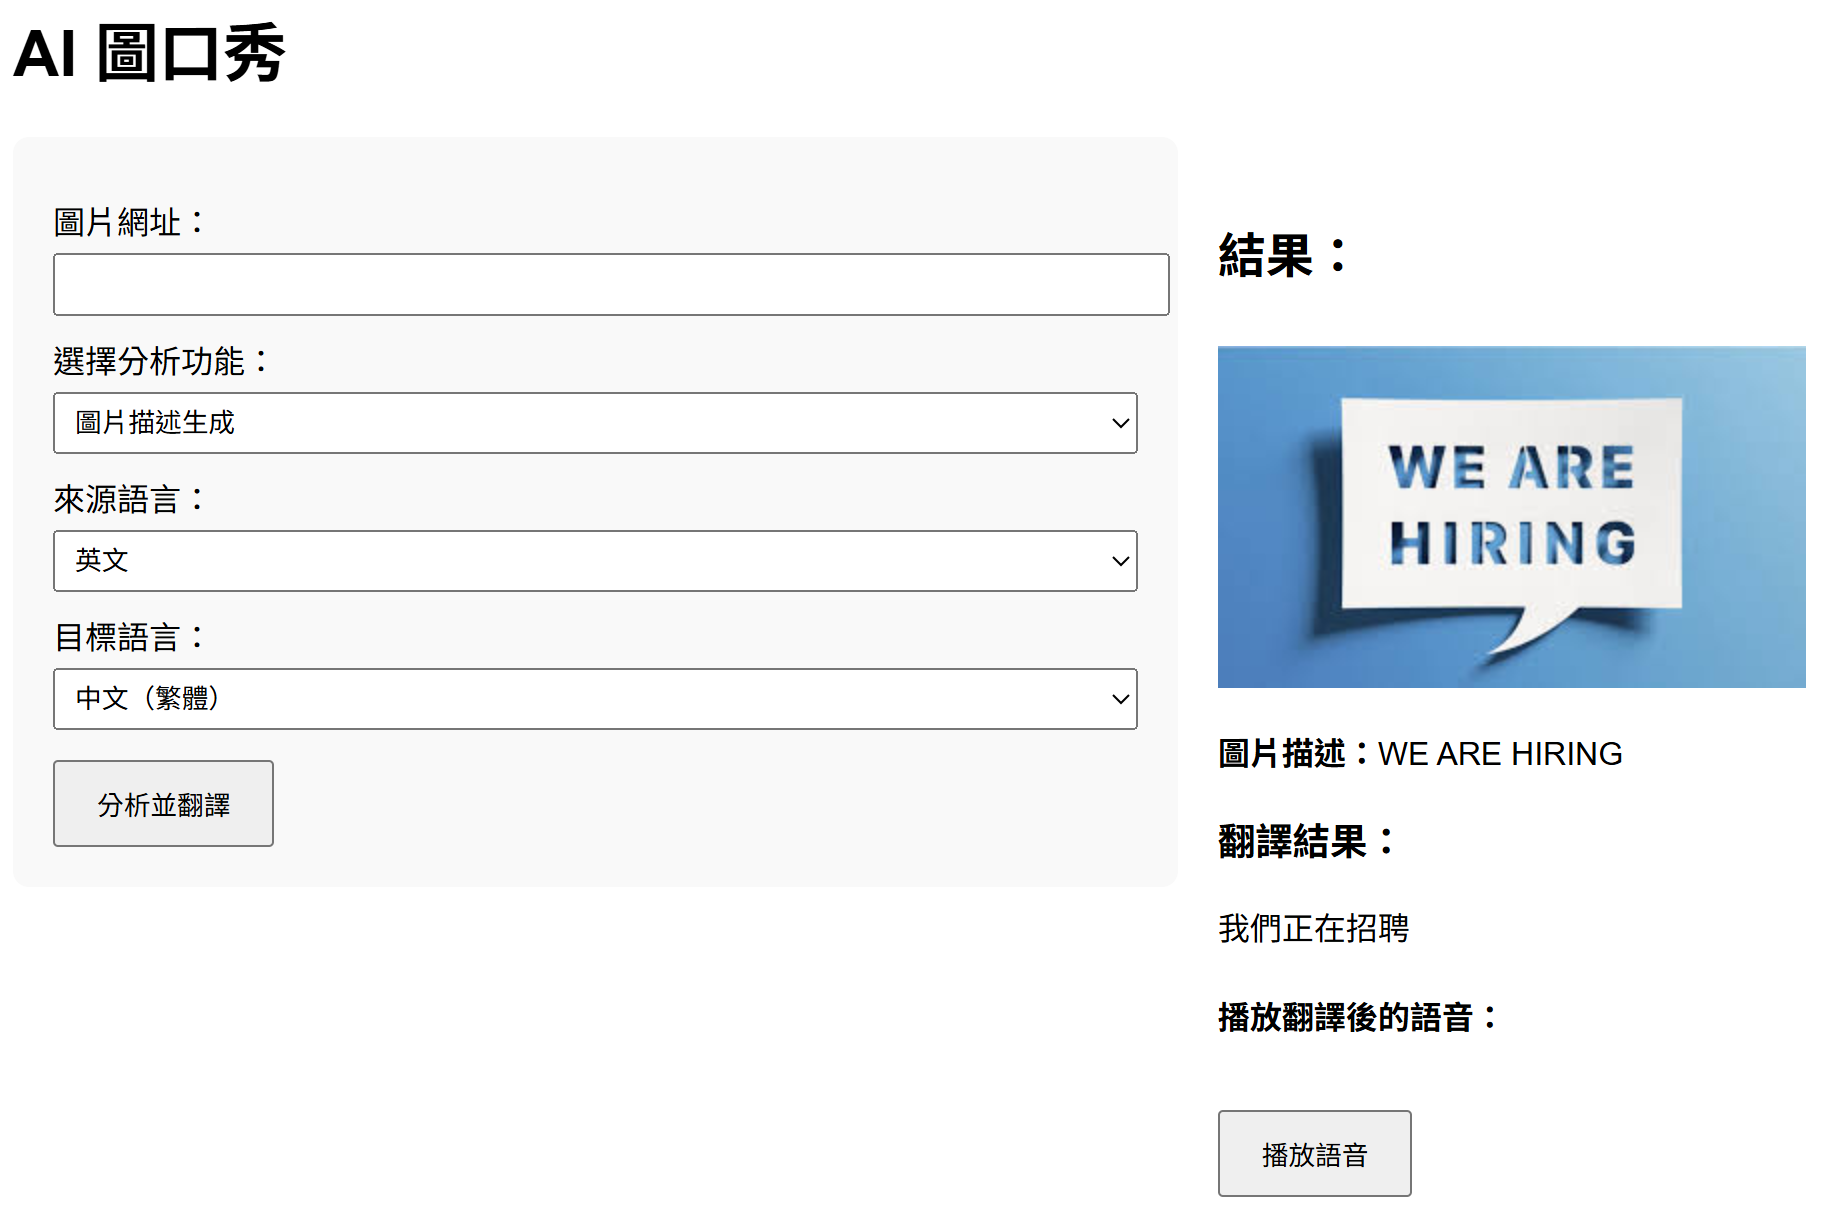 AI 圖口秀
圖片網址：
選擇分析功能：
圖片描述生成
來源語言：
英文
目標語言：
中文（繁體）
分析並翻譯
結果：
WE ARE
HIRING
圖片描述：WE ARE HIRING
翻譯結果：
我們正在招聘
播放翻譯後的語音：
播放語音